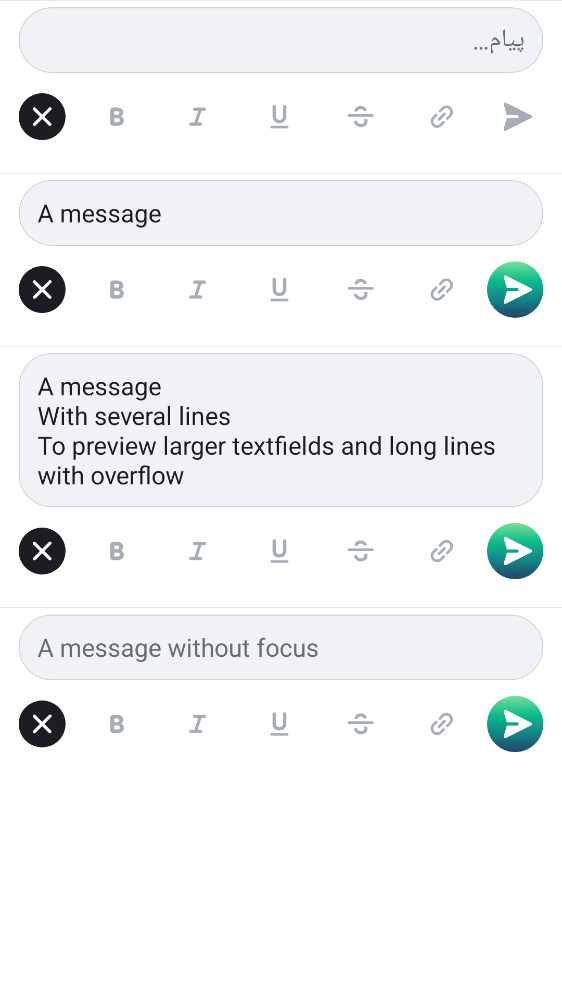 پیام…
A message
A message
With several lines
To preview larger textfields and long lines
with overflow
A message without focus